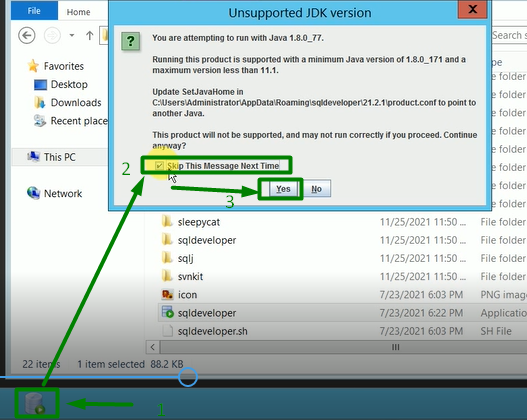 Unsupported JDK version
X
File Home
Search s
? You are attempting to run with Java 1.8.0_77.
Running this product is supported with a minimum Java version of 1.8.0_171 and a
maximum version less than 11.1.
Update SetJavaHome in
C:\Users\Administrator\AppData\Roaming\sqldeveloper\21.2.1\product.conf to point to
another Java.
This product will not be supported, and may not run correctly if you proceed. Continue
anyway?
Skip This Message Next Time
Yes No
2
3
Favorites
Desktop
Downloads
Recent place
This PC
Network
pe
e folder
e folder
e folder
e folder
e folder
e folder
e folder
e folder
sleepycat 11/25/2021 11:50 ... File folder
sqldeveloper 11/25/2021 11:50 ... File folder
sqlj 11/25/2021 11:50 ... File folder
svnkit 11/25/2021 11:50 ... File folder
icon 7/23/2021 6:03 PM PNG image
sqldeveloper 7/23/2021 6:22 PM Applicatio
sqldeveloper.sh 7/23/2021 6:03 PM SH File
22 items 1 item selected 88.2 KB
1